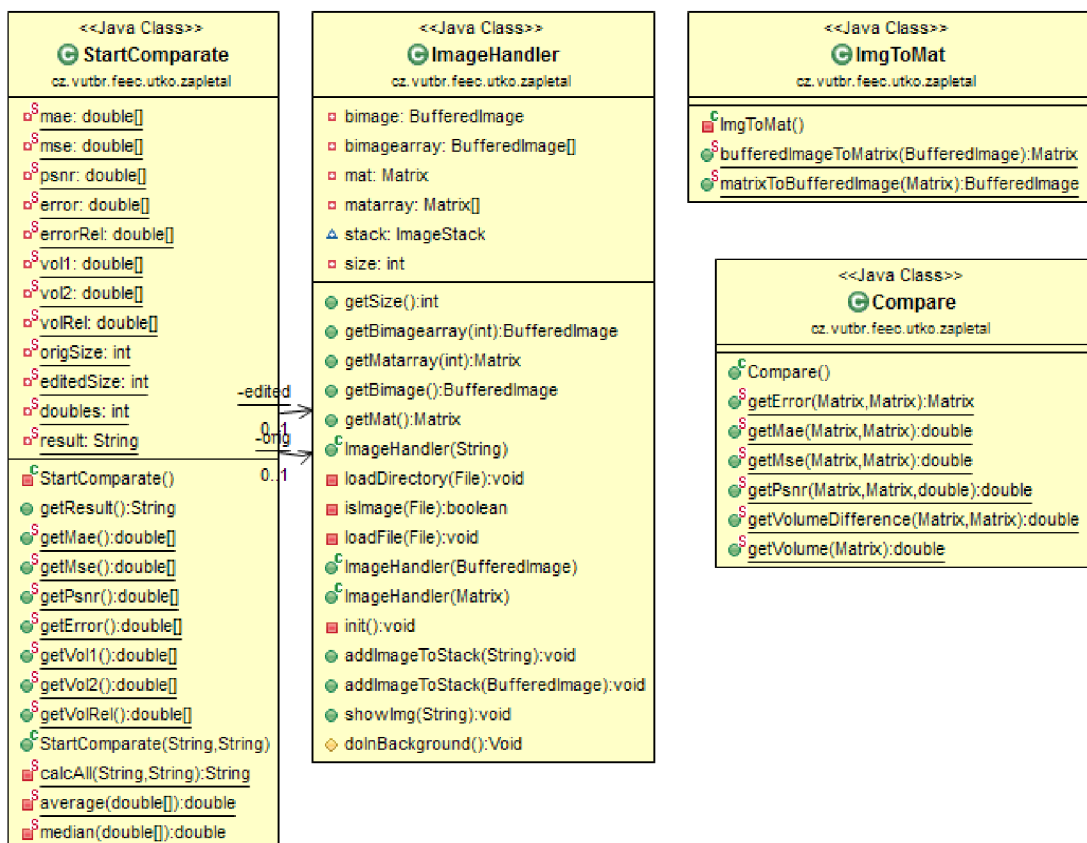 <<Java Class>>
StartComparate
cz.vutbr.feec.utko.zapletal
mae: double[]
mse: double[]
psnr: double[]
error: double[]
errorRel: double[]
vol1: double[]
vol2: double[]
volRel: double[]
origSize: int
editedSize: int
doubles: int
result: String
StartComparate()
getResult():String
getMae():double[]
getMse():double[]
getPsnr():double[]
getError():double[]
getVol1():double[]
getVol2():double[]
getVolRel():double[]
StartComparate(String,String)
calcAll(String,String):String
average(double[]):double
median(double[]):double
-edited
0..1
-orig
0..1
<<Java Class>>
ImageHandler
cz.vutbr.feec.utko.zapletal
bimage: BufferedImage
bimagearray: BufferedImage[]
mat: Matrix
matarray: Matrix[]
stack: ImageStack
size: int
getSize():int
getBimagearray(int):BufferedImage
getMatarray(int):Matrix
getBimage():BufferedImage
getMat():Matrix
ImageHandler(String)
loadDirectory(File):void
isImage(File):boolean
loadFile(File):void
ImageHandler(BufferedImage)
ImageHandler(Matrix)
init():void
addImageToStack(String):void
addImageToStack(BufferedImage):void
showImg(String):void
doInBackground():Void
<<Java Class>>
ImgToMat
cz.vutbr.feec.utko.zapletal
ImgToMat()
bufferedImageToMatrix(BufferedImage):Matrix
matrixToBufferedImage(Matrix):BufferedImage
<<Java Class>>
Compare
cz.vutbr.feec.utko.zapletal
Compare()
getError(Matrix,Matrix):Matrix
getMae(Matrix,Matrix):double
getMse(Matrix,Matrix):double
getPsnr(Matrix,Matrix,double):double
getVolumeDifference(Matrix,Matrix):double
getVolume(Matrix):double